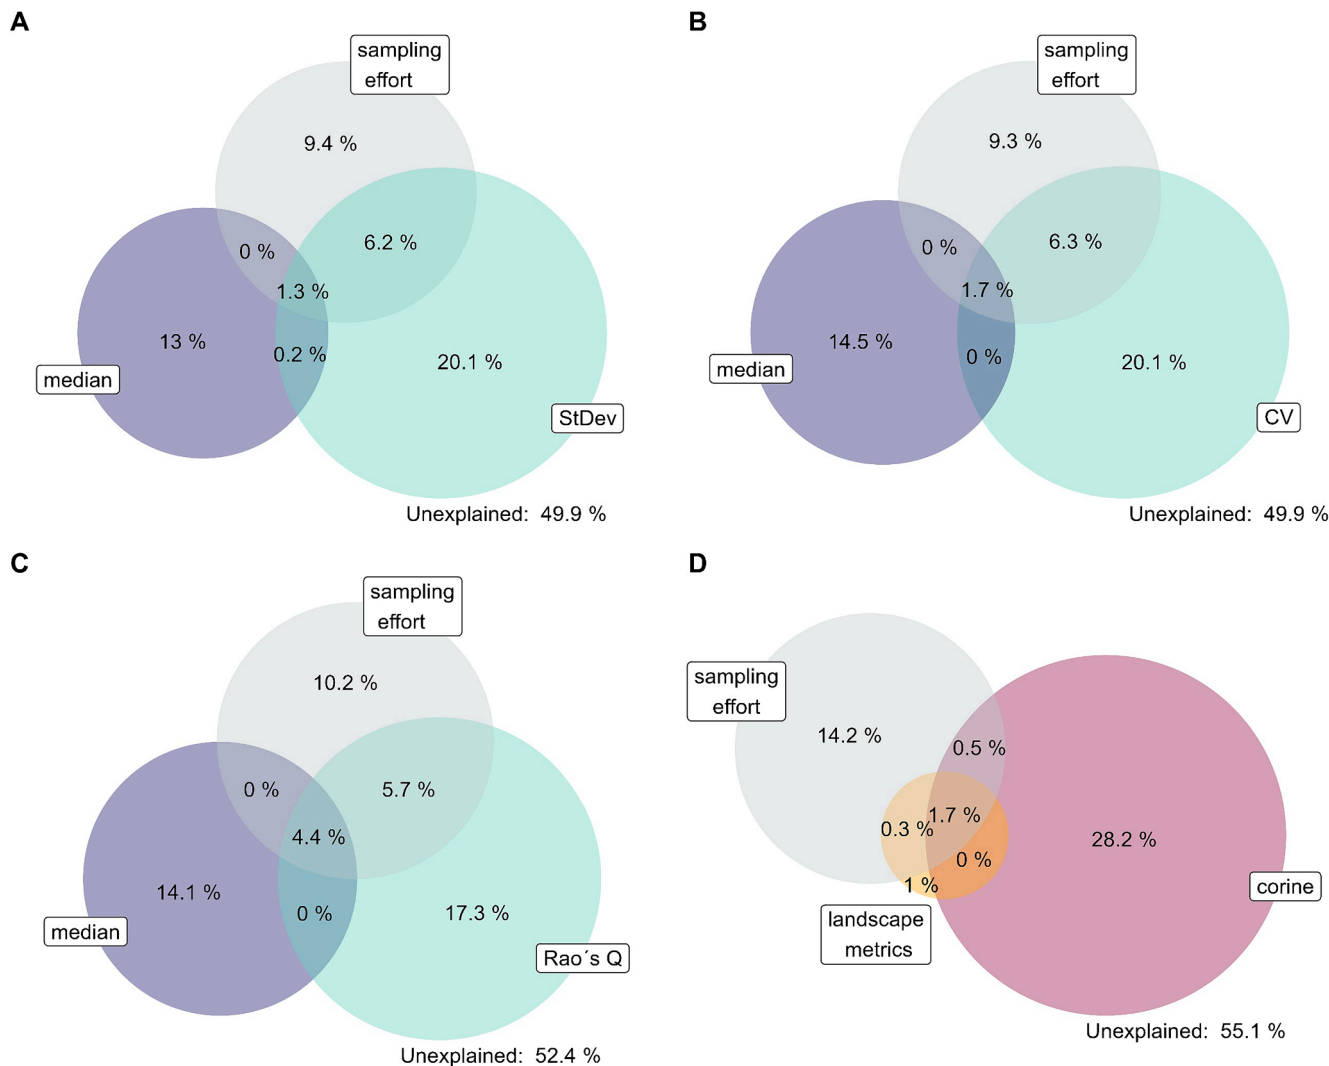 A
sampling
effort
9.4 %
6.2 %
0 %
1.3 %
13 %
0.2 %
20.1 %
median
StDev
Unexplained: 49.9 %
B
sampling
effort
9.3 %
6.3 %
0 %
1.7 %
14.5 %
0 %
20.1 %
median
CV
Unexplained: 49.9 %
C
sampling
effort
10.2 %
5.7 %
0 %
4.4 %
14.1 %
0 %
17.3 %
median
Rao´s Q
Unexplained: 52.4 %
D
sampling
effort
14.2 %
0.5 %
1.7 %
0.3 %
0 %
28.2 %
1 %
corine
landscape
metrics
Unexplained: 55.1 %